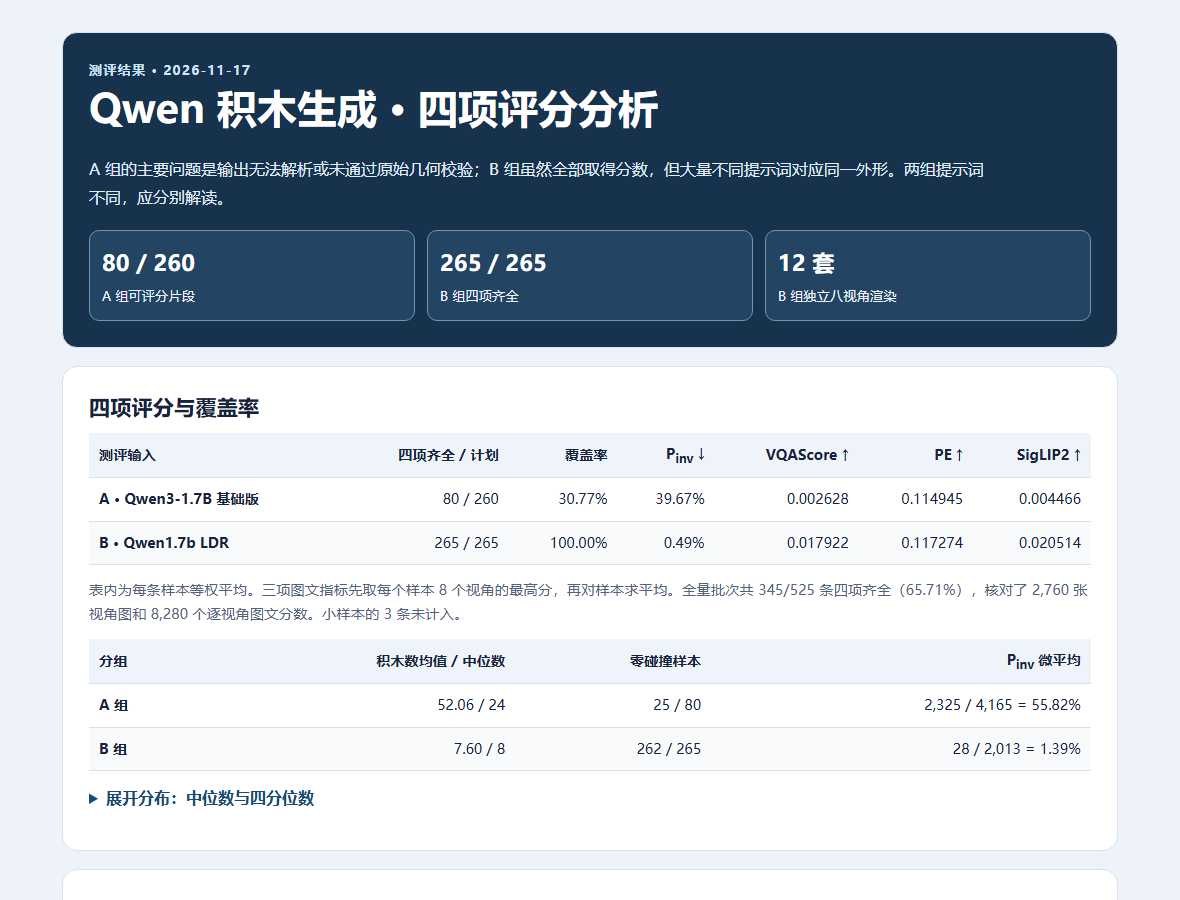 测评结果 • 2026-11-17
Qwen 积木生成 • 四项评分分析
A 组的主要问题是输出无法解析或未通过原始几何校验；B 组虽然全部取得分数，但大量不同提示词对应同一外形。两组提示词
不同，应分别解读。
80 / 260
A 组可评分片段
265 / 265
B 组四项齐全
12 套
B 组独立八视角渲染
四项评分与覆盖率
测评输入 四项齐全 / 计划 覆盖率 Pinv ↓ VQAScore ↑ PE ↑ SigLIP2 ↑
A • Qwen3-1.7B 基础版 80 / 260 30.77% 39.67% 0.002628 0.114945 0.004466
B • Qwen1.7b LDR 265 / 265 100.00% 0.49% 0.017922 0.117274 0.020514
表内为每条样本等权平均。三项图文指标先取每个样本 8 个视角的最高分，再对样本求平均。全量批次共 345/525 条四项齐全（65.71%），核对了 2,760 张
视角图和 8,280 个逐视角图文分数。小样本的 3 条未计入。
分组 积木数均值 / 中位数 零碰撞样本 Pinv 微平均
A 组 52.06 / 24 25 / 80 2,325 / 4,165 = 55.82%
B 组 7.60 / 8 262 / 265 28 / 2,013 = 1.39%
▶ 展开分布：中位数与四分位数